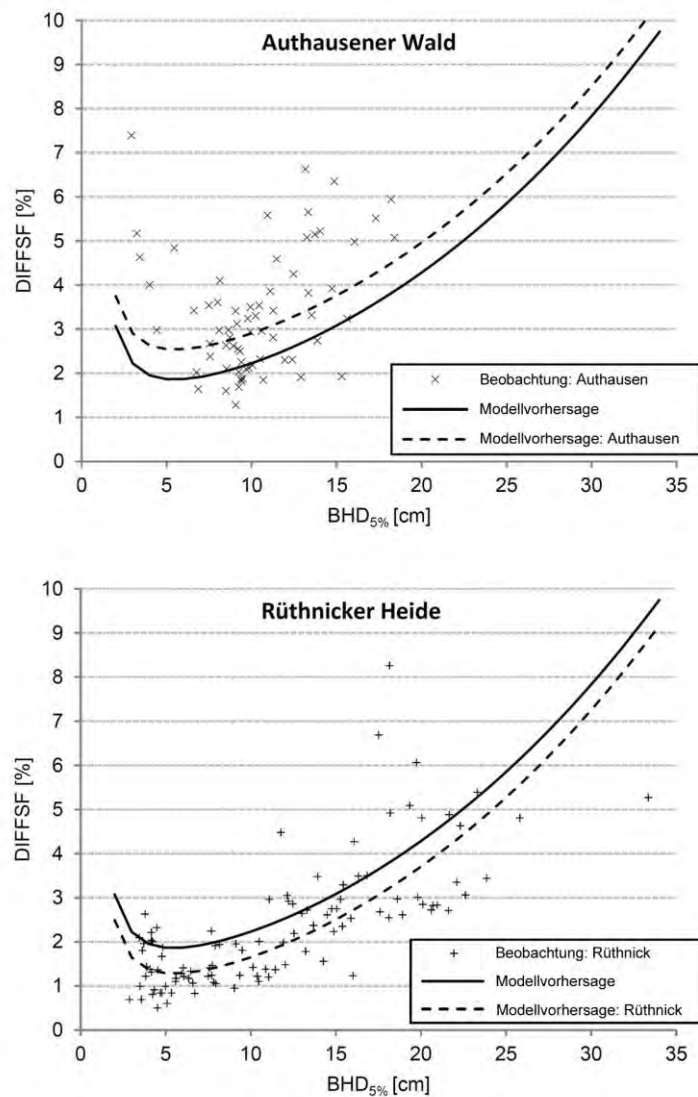 Authausener Wald
DIFFSF [%]
10
9
8
7
6
5
4
3
2
1
0
0 5 10 15 20 25 30 35
BHD5% [cm]
Beobachtung: Authausen
Modellvorhersage
Modellvorhersage: Authausen
Rüthnicker Heide
DIFFSF [%]
10
9
8
7
6
5
4
3
2
1
0
0 5 10 15 20 25 30 35
BHD5% [cm]
Beobachtung: Rüthnick
Modellvorhersage
Modellvorhersage: Rüthnick